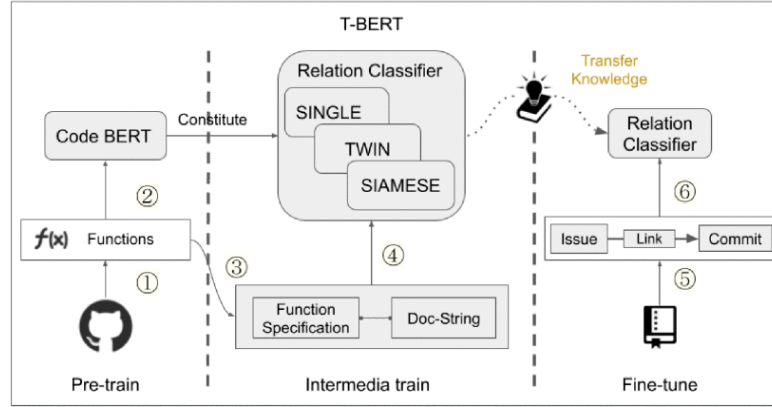 T-BERT
Transfer
Knowledge
Relation Classifier
SINGLE
TWIN
SIAMESE
Constitute
Code BERT
Relation
Classifier
②
⑥
f(x) Functions
Issue Link Commit
①
③
④
⑤
Function
Specification
Doc-String
Pre-train
Intermedia train
Fine-tune